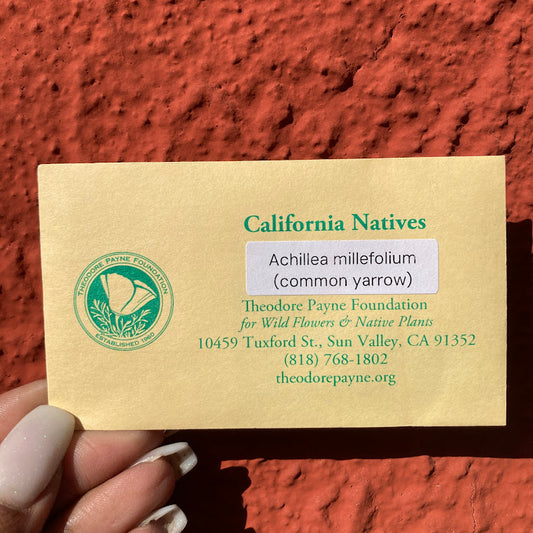 California Natives
Achillea millefolium
(common yarrow)
Theodore Payne Foundation
for Wild Flowers & Native Plants
10459 Tuxford St., Sun Valley, CA 91352
(818) 768-1802
theodorepayne.org
THEODORE PAYNE FOUNDATION
ESTABLISHED 1960